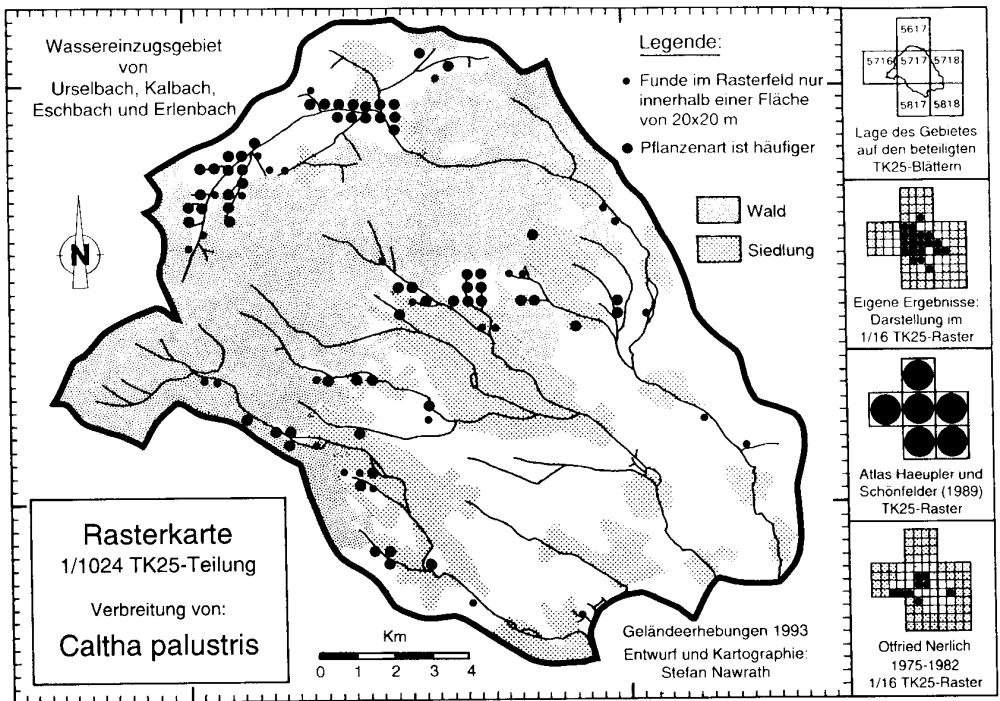 Wassereinzugsgebiet
von
Urselbach, Kalbach,
Eschbach und Erlenbach
Legende:
Funde im Rasterfeld nur
innerhalb einer Fläche
von 20x20 m
Pflanzenart ist häufiger
Wald
Siedlung
N
Rasterkarte
1/1024 TK25-Teilung
Verbreitung von:
Caltha palustris
Km
0 1 2 3 4
Geländeerhebungen 1993
Entwurf und Kartographie:
Stefan Nawrath
5617
5716 5717 5718
5817 5818
Lage des Gebietes
auf den beteiligten
TK25-Blättern
Eigene Ergebnisse:
Darstellung im
1/16 TK25-Raster
Atlas Haeupler und
Schönfelder (1989)
TK25-Raster
Otfried Nerlich
1975-1982
1/16 TK25-Raster